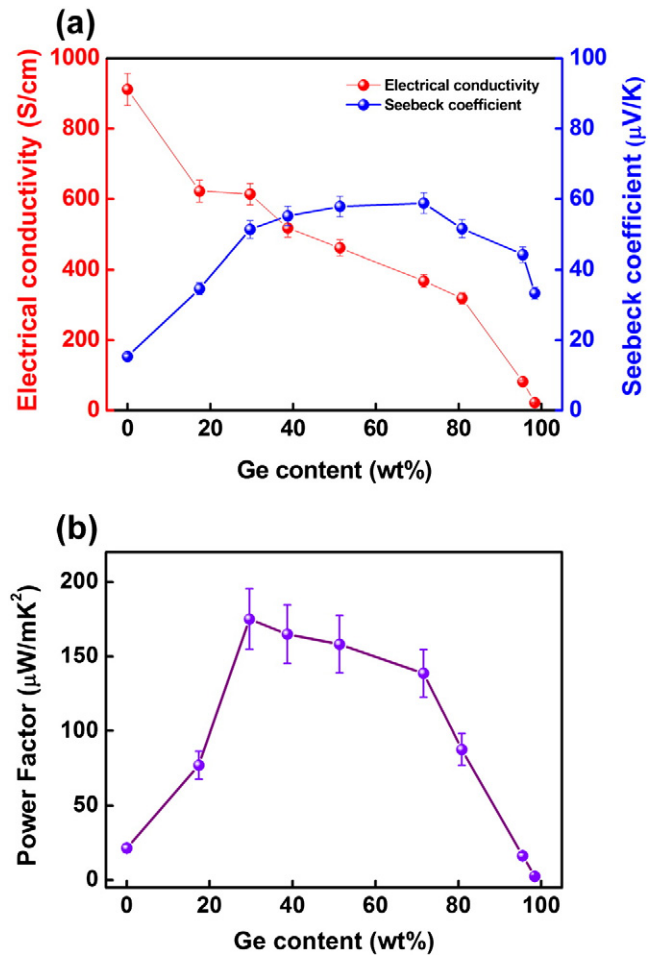 (a)
Electrical conductivity (S/cm)
1000
800
600
400
200
0
Electrical conductivity
Seebeck coefficient
100
80
60
40
20
0
Seebeck coefficient (μV/K)
0 20 40 60 80 100
Ge content (wt%)
(b)
Power Factor (μW/mK²)
200
150
100
50
0
0 20 40 60 80 100
Ge content (wt%)